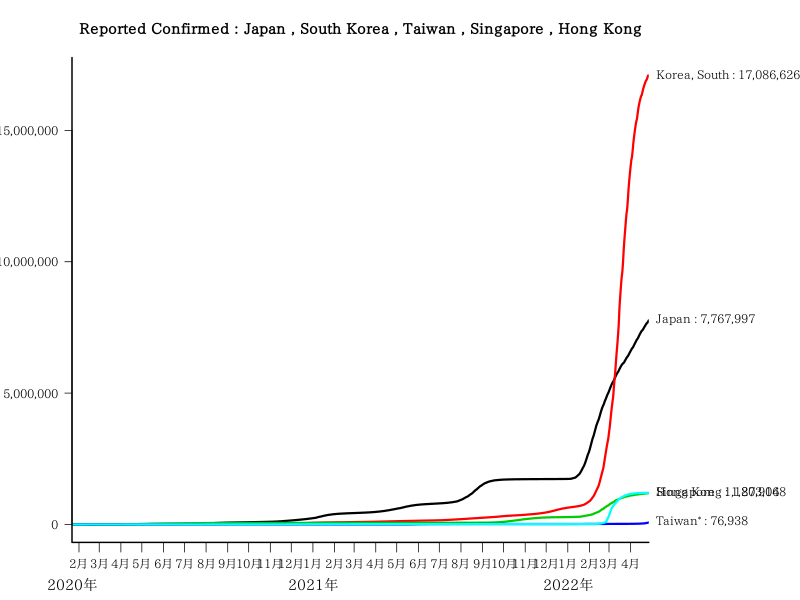 Reported Confirmed : Japan , South Korea , Taiwan , Singapore , Hong Kong
Korea, South : 17,086,626
5,000,000
0,000,000
Japan : 7,767,997
5,000,000
0
Taiwan* : 76,938
2月 3月 4月 5月 6月 7月 8月 9月 10月 11月 12月 1月 2月 3月 4月 5月 6月 7月 8月 9月 10月 11月 12月 1月 2月 3月 4月
2020年 2021年 2022年